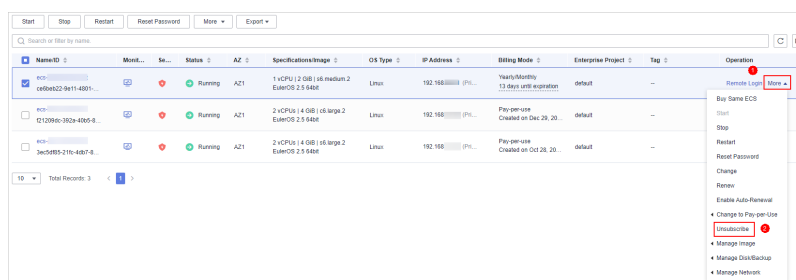 Start Stop Restart Reset Password More Export
Search or filter by name.
Name/ID Monit... Se... Status AZ Specifications/Image OS Type IP Address Billing Mode Enterprise Project Tag Operation
1
ecs- 1 vCPU | 2 GiB | s6.medium.2 Yearly/Monthly
ce6beb22-9e11-4801-... Running AZ1 EulerOS 2.5 64bit Linux 192.168 (Pri... 13 days until expiration default -- Remote Login More
ecs- 2 vCPUs | 4 GiB | c6.large.2 Pay-per-use
f21209dc-392a-40b5-8... Running AZ1 EulerOS 2.5 64bit Linux 192.168 (Pri... Created on Dec 29, 20... default --
ecs- 2 vCPUs | 4 GiB | s6.large.2 Pay-per-use
3ec5df85-21fc-4db7-8... Running AZ1 EulerOS 2.5 64bit Linux 192.168 (Pri... Created on Oct 28, 20... default --
10 Total Records: 3 < 1 >
Buy Same ECS
Start
Stop
Restart
Reset Password
Change
Renew
Enable Auto-Renewal
Change to Pay-per-Use
Unsubscribe 2
Manage Image
Manage Disk/Backup
Manage Network